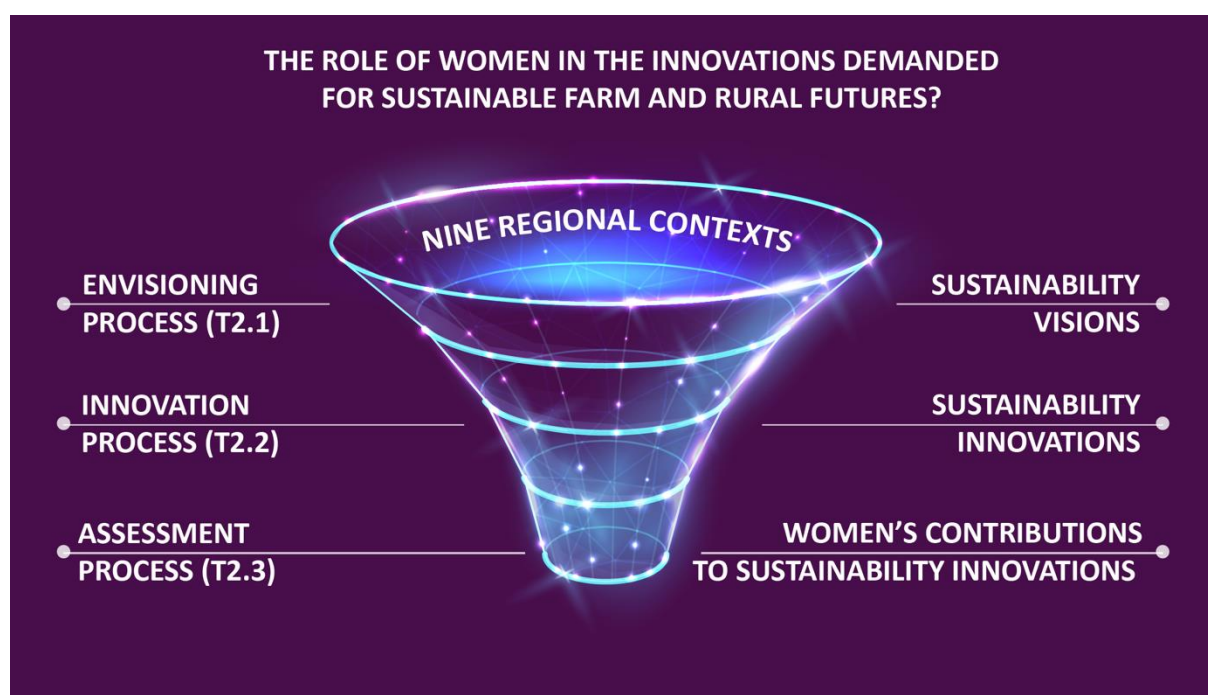 THE ROLE OF WOMEN IN THE INNOVATIONS DEMANDED
FOR SUSTAINABLE FARM AND RURAL FUTURES?
NINE REGIONAL CONTEXTS
ENVISIONING
PROCESS (T2.1)
SUSTAINABILITY
VISIONS
INNOVATION
PROCESS (T2.2)
SUSTAINABILITY
INNOVATIONS
ASSESSMENT
PROCESS (T2.3)
WOMEN’S CONTRIBUTIONS
TO SUSTAINABILITY INNOVATIONS